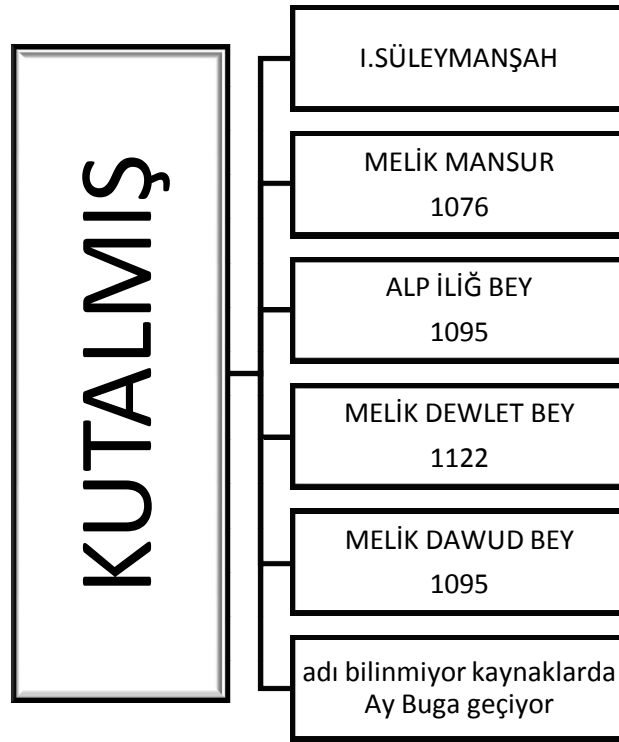 KUTALMIŞ
I.SÜLEYMANŞAH
MELİK MANSUR
1076
ALP İLİĞ BEY
1095
MELİK DEWLET BEY
1122
MELİK DAWUD BEY
1095
adı bilinmiyor kaynaklarda
Ay Buga geçiyor